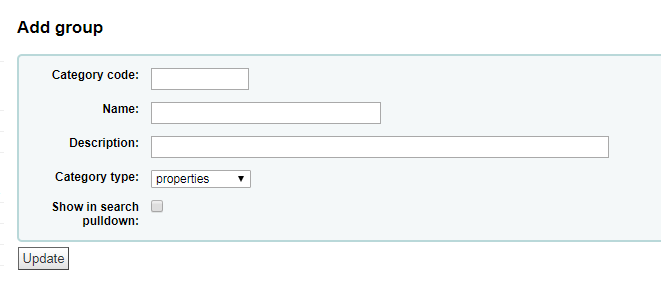 Add group
Category code:
Name:
Description:
Category type: properties
Show in search
pulldown:
Update